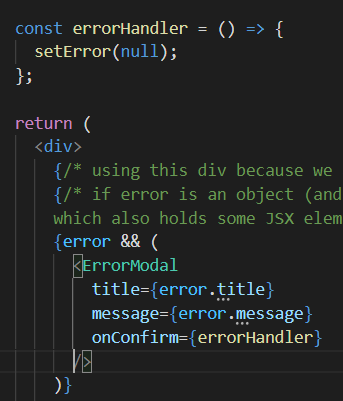 const errorHandler = () => {
setError(null);
};
return (
<div>
{/* using this div because we
{/* if error is an object (and
which also holds some JSX elem
{error && (
<ErrorModal
title={error.title}
message={error.message}
onConfirm={errorHandler}
/>
)}